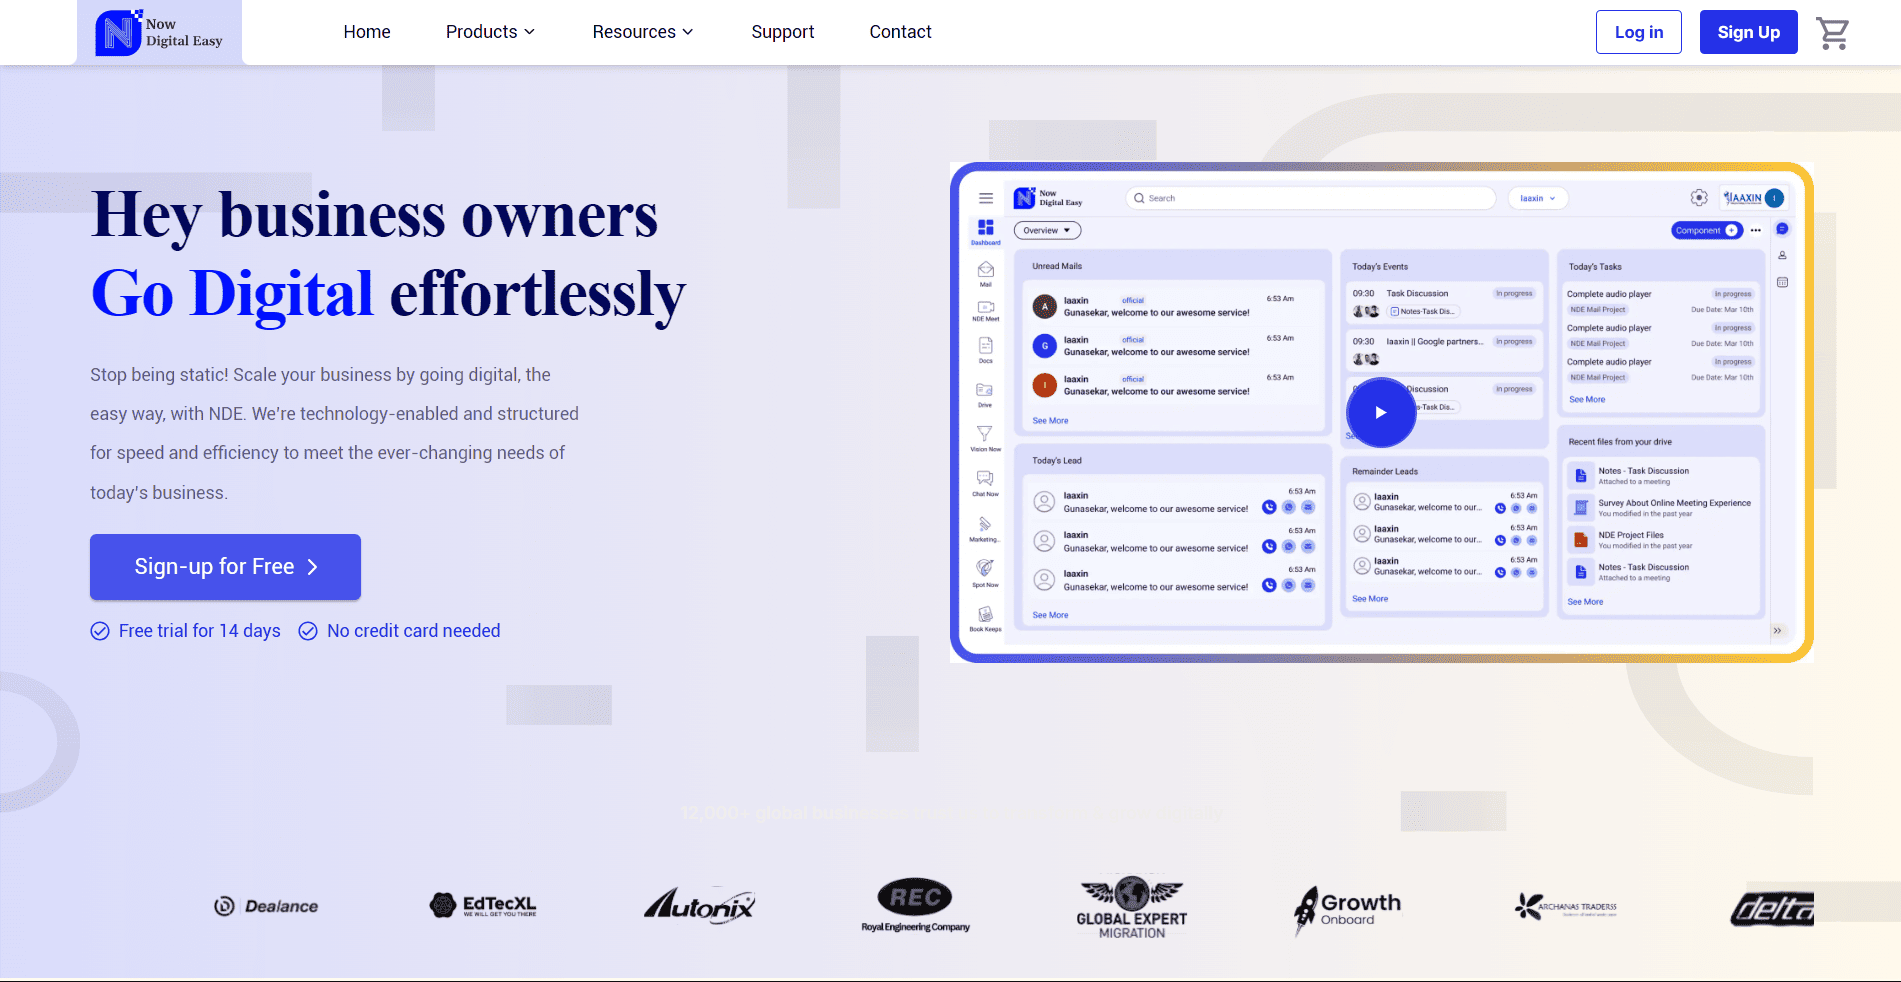 Now
Digital Easy
Home
Products
Resources
Support
Contact
Log in
Sign Up
Hey business owners
Go Digital effortlessly
Stop being static! Scale your business by going digital, the
easy way, with NDE. We're technology-enabled and structured
for speed and efficiency to meet the ever-changing needs of
today's business.
Sign-up for Free
Free trial for 14 days
No credit card needed
Now
Digital Easy
Search
laaxin
IAAXIN
I
Dashboard
Mail
NDE Meet
Docs
Drive
Vision Now
Chat Now
Marketing..
Spot Now
Book Keeps
Overview
Component
Unread Mails
A
laaxin official 6:53 Am
Gunasekar, welcome to our awesome service!
G
laaxin official 6:53 Am
Gunasekar, welcome to our awesome service!
I
laaxin official 6:53 Am
Gunasekar, welcome to our awesome service!
See More
Today's Events
09:30 Task Discussion In progress
Notes-Task Dis...
09:30 laaxin || Google partners... In progress
Discussion In progress
-Task Dis...
Today's Tasks
Complete audio player In progress
NDE Mail Project Due Date: Mar 10th
Complete audio player In progress
NDE Mail Project Due Date: Mar 10th
Complete audio player In progress
NDE Mail Project Due Date: Mar 10th
See More
Today's Lead
laaxin 6:53 Am
Gunasekar, welcome to our awesome service!
laaxin 6:53 Am
Gunasekar, welcome to our awesome service!
laaxin 6:53 Am
Gunasekar, welcome to our awesome service!
See More
Remainder Leads
laaxin 6:53 Am
Gunasekar, welcome to our...
laaxin 6:53 Am
Gunasekar, welcome to our...
laaxin 6:53 Am
Gunasekar, welcome to our...
See More
Recent files from your drive
Notes - Task Discussion
Attached to a meeting
Survey About Online Meeting Experience
You modified in the past year
NDE Project Files
You modified in the past year
Notes - Task Discussion
Attached to a meeting
See More
12,000+ global
Dealance
EdTecXL
WE WILL GET YOU THERE
Autonix
REC
Royal Engineering Company
GLOBAL EXPERT
MIGRATION
Growth
Onboard
ARCHANAS TRADERSS
delta